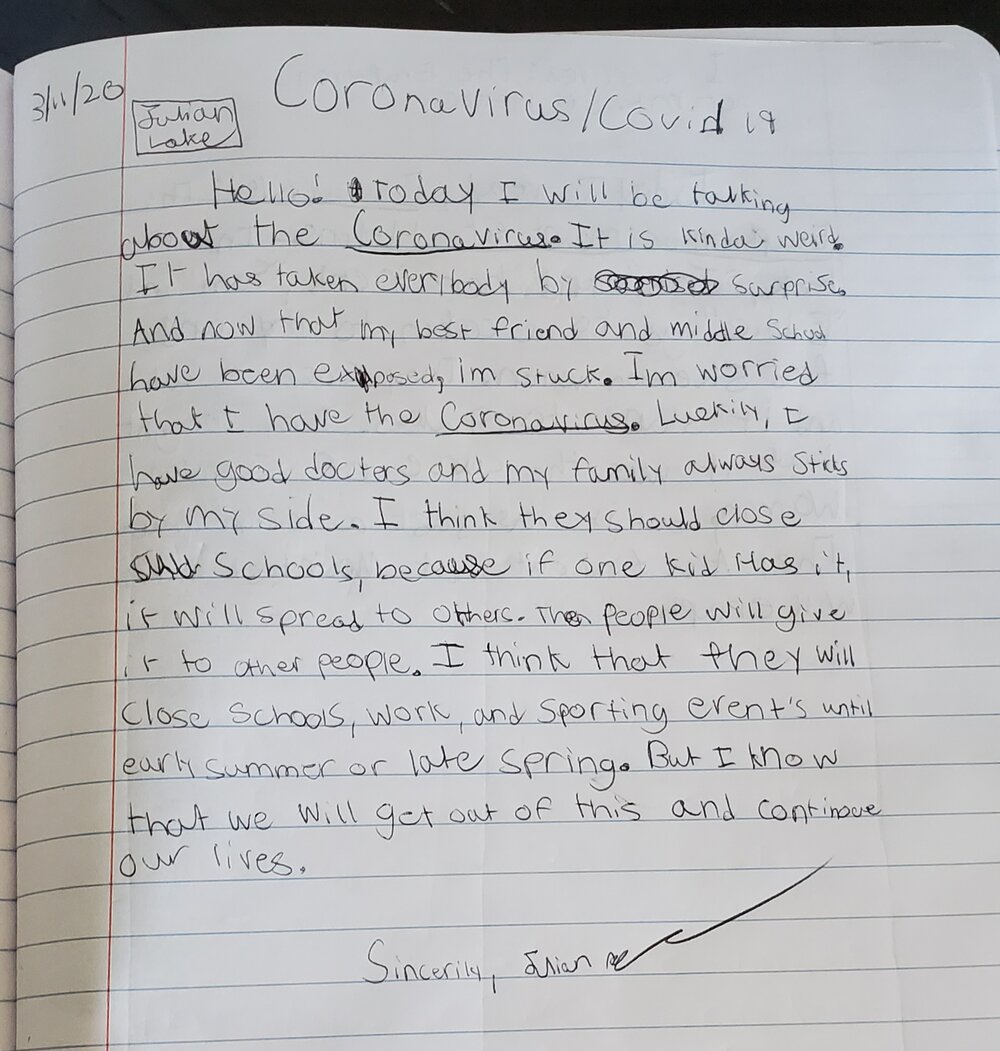 3/11/20
Julian
Lake
Coronavirus/Covid 19
Hello! Today I will be talking
about the Coronavirus. It is kinda weird.
It has taken everybody by surprise.
And now that my best friend and middle School
have been exposed, im stuck. Im worried
that I have the Coronavirus. Luckily, I
have good docters and my family always sticks
by my side. I think they should close
Schools, because if one kid Has it,
it will spread to others. Then people will give
it to other people. I think that they will
Close Schools, work, and sporting event's until
early summer or late spring. But I know
that we will get out of this and continoue
our lives.
Sincerily, Julian